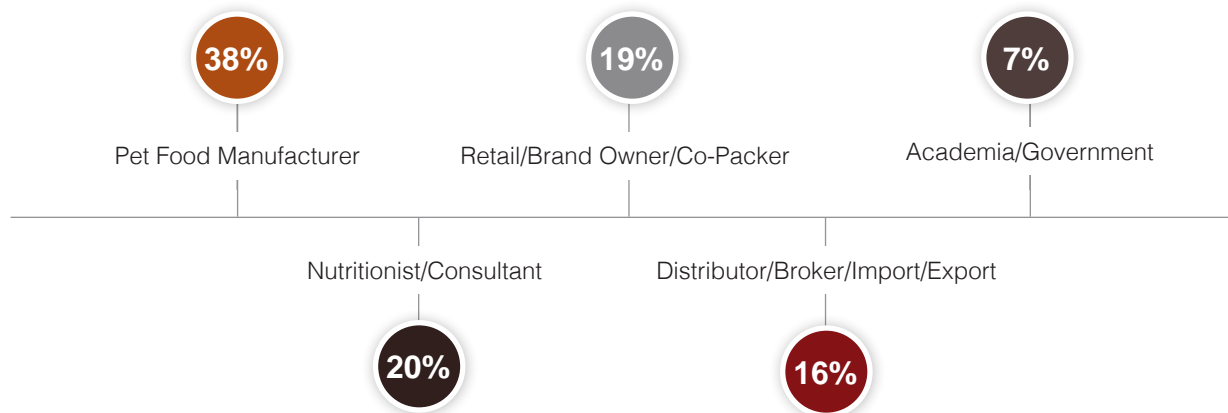 38%
19%
7%
Pet Food Manufacturer
Retail/Brand Owner/Co-Packer
Academia/Government
Nutritionist/Consultant
Distributor/Broker/Import/Export
20%
16%